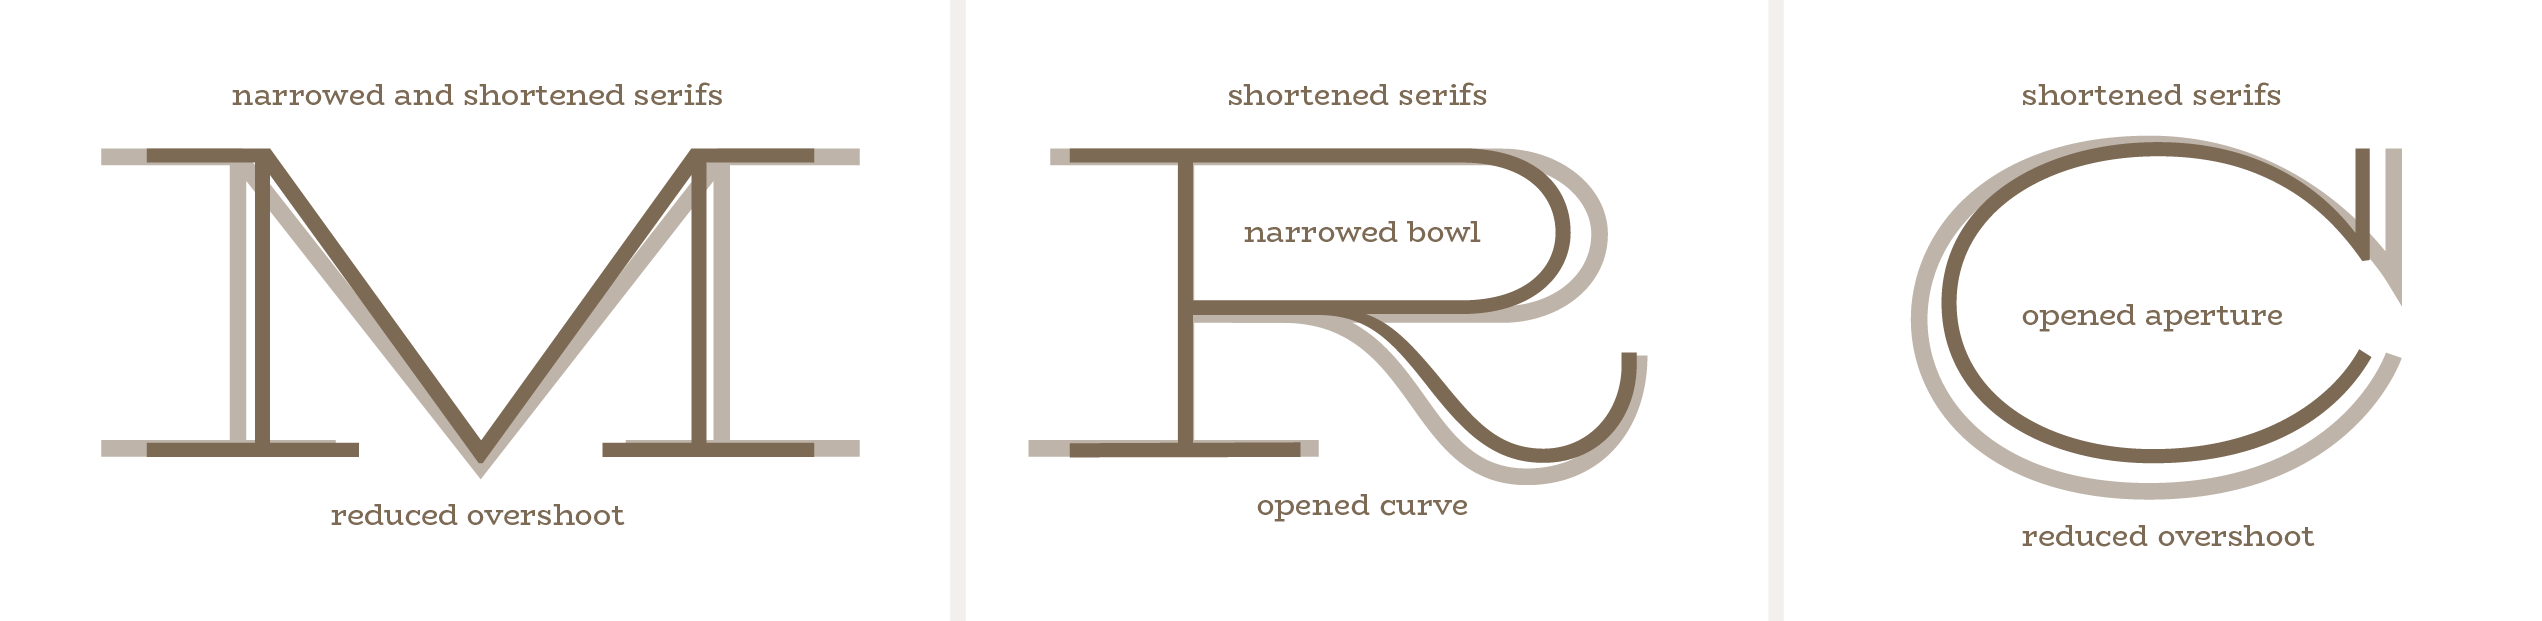 narrowed and shortened serifs
M
reduced overshoot
shortened serifs
R
narrowed bowl
opened curve
shortened serifs
C
opened aperture
reduced overshoot